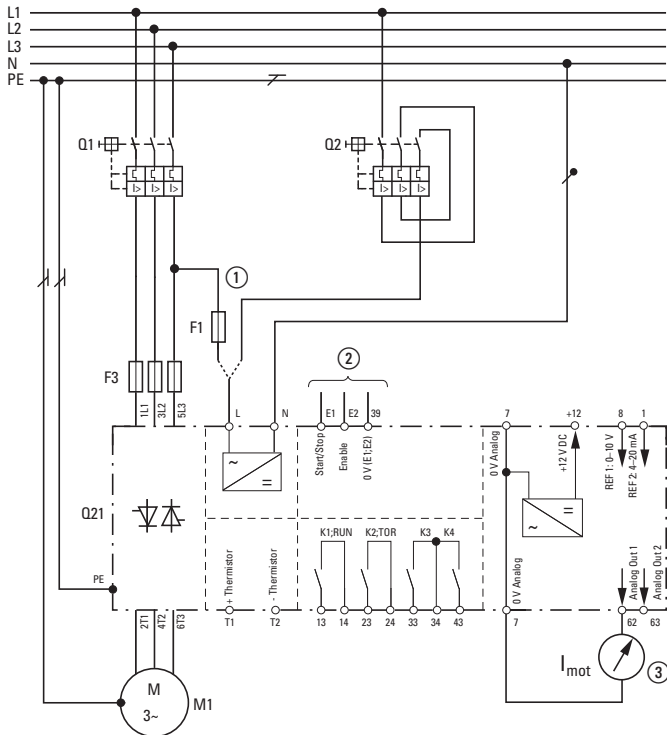 L1
L2
L3
N
PE
Q1
I> I> I>
Q2
I> I> I>
1
F1
2
F3
1L1 3L2 5L3
L N
E1 E2 39
7 +12 8 1
Start/Stop
Enable
0 V (E1;E2)
0 V Analog
+12 V DC
REF 1: 0–10 V
REF 2: 4–20 mA
~
=
=
~
Q21
K1;RUN K2;TOR K3 K4
PE
+ Thermistor
- Thermistor
0 V Analog
Analog Out 1
Analog Out 2
2T1 4T2 6T3
T1 T2 13 14 23 24 33 34 43 7 62 63
Imot
3
M
3~
M1